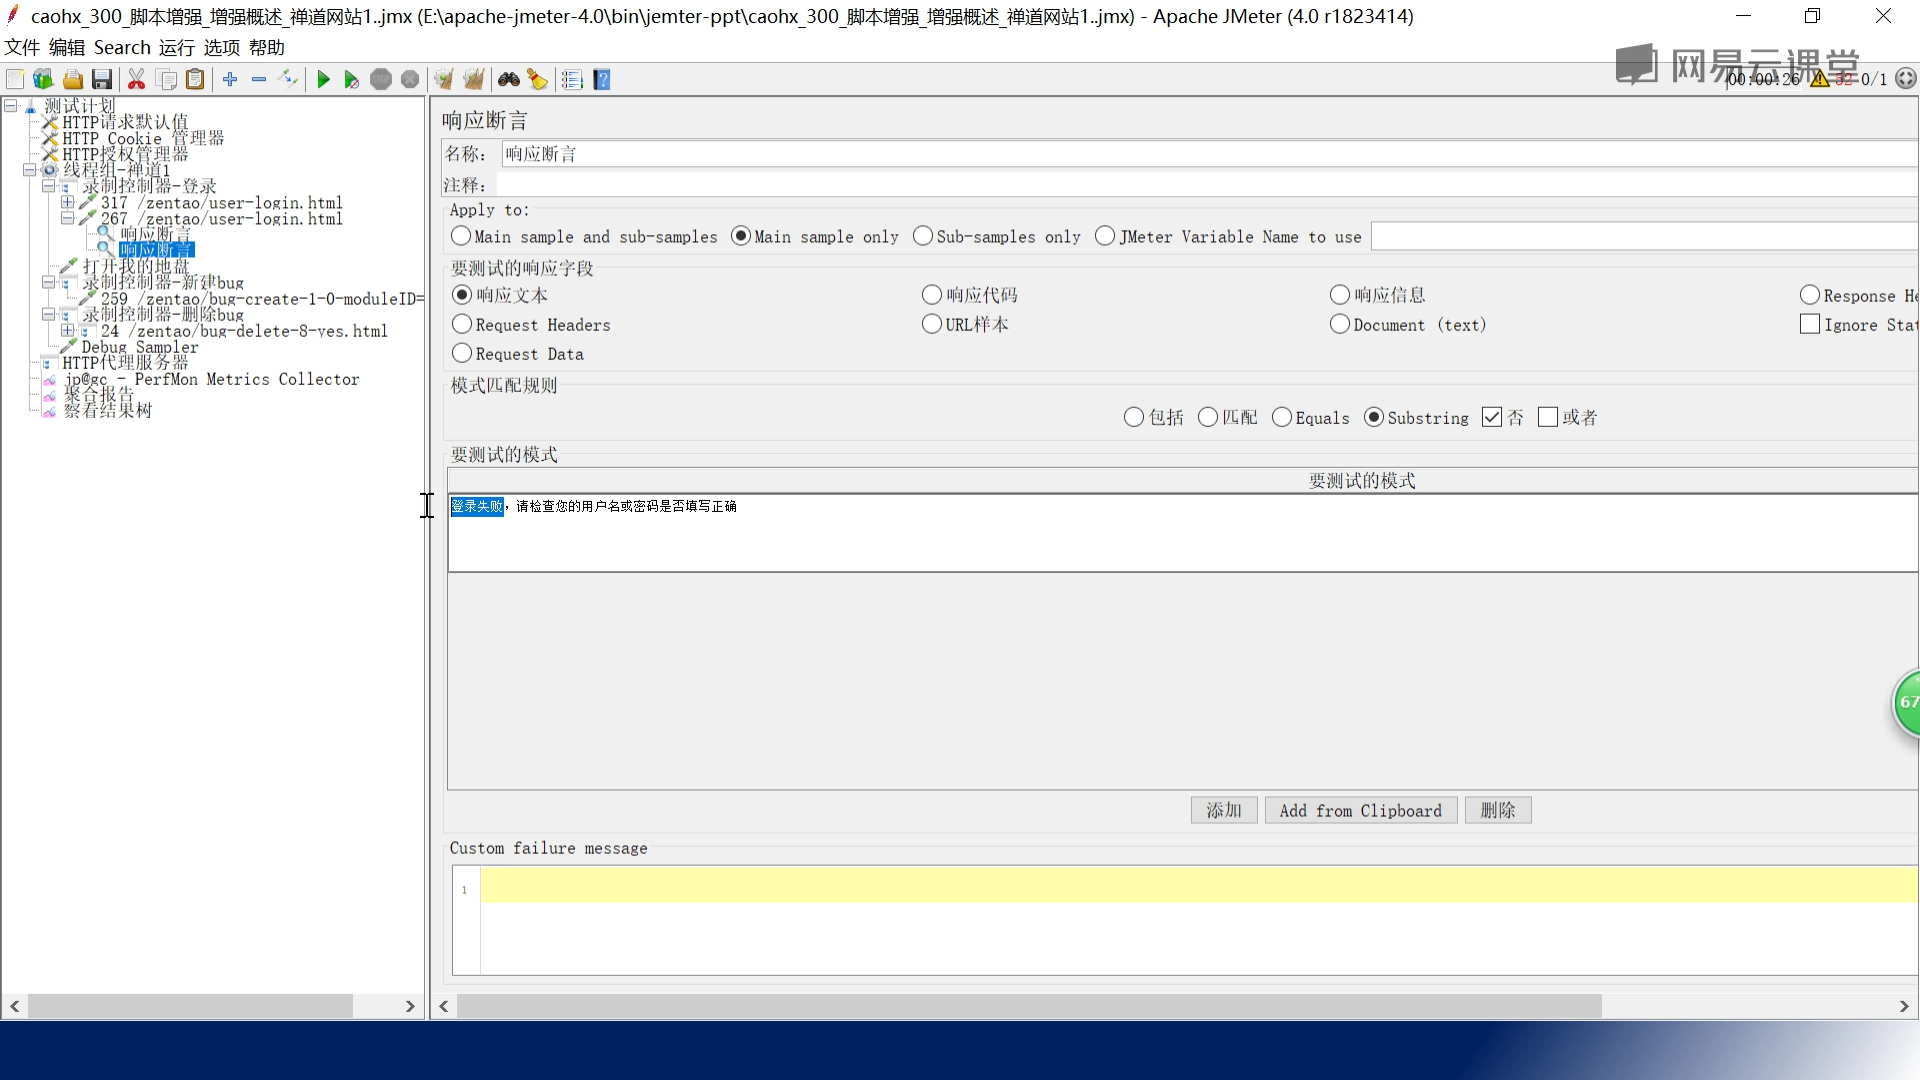 caohx_300_脚本增强_增强概述_禅道网站1..jmx (E:\apache-jmeter-4.0\bin\jemter-ppt\caohx_300_脚本增强_增强概述_禅道网站1..jmx) - Apache JMeter (4.0 r1823414)
文件 编辑 Search 运行 选项 帮助
网易云课堂
00:00:26 52 0/1
测试计划
HTTP请求默认值
HTTP Cookie 管理器
HTTP授权管理器
线程组-禅道1
录制控制器-登录
317 /zentao/user-login.html
267 /zentao/user-login.html
响应断言
响应断言
打开我的地盘
录制控制器-新建bug
259 /zentao/bug-create-1-0-moduleID=
录制控制器-删除bug
24 /zentao/bug-delete-8-yes.html
Debug Sampler
HTTP代理服务器
jp@gc - PerfMon Metrics Collector
聚合报告
察看结果树
响应断言
名称: 响应断言
注释:
Apply to:
Main sample and sub-samples Main sample only Sub-samples only JMeter Variable Name to use
要测试的响应字段
响应文本 响应代码 响应信息 Response He
Request Headers URL样本 Document (text) Ignore Stat
Request Data
模式匹配规则
包括 匹配 Equals Substring 否 或者
要测试的模式
要测试的模式
登录失败，请检查您的用户名或密码是否填写正确
67
添加 Add from Clipboard 删除
Custom failure message
1